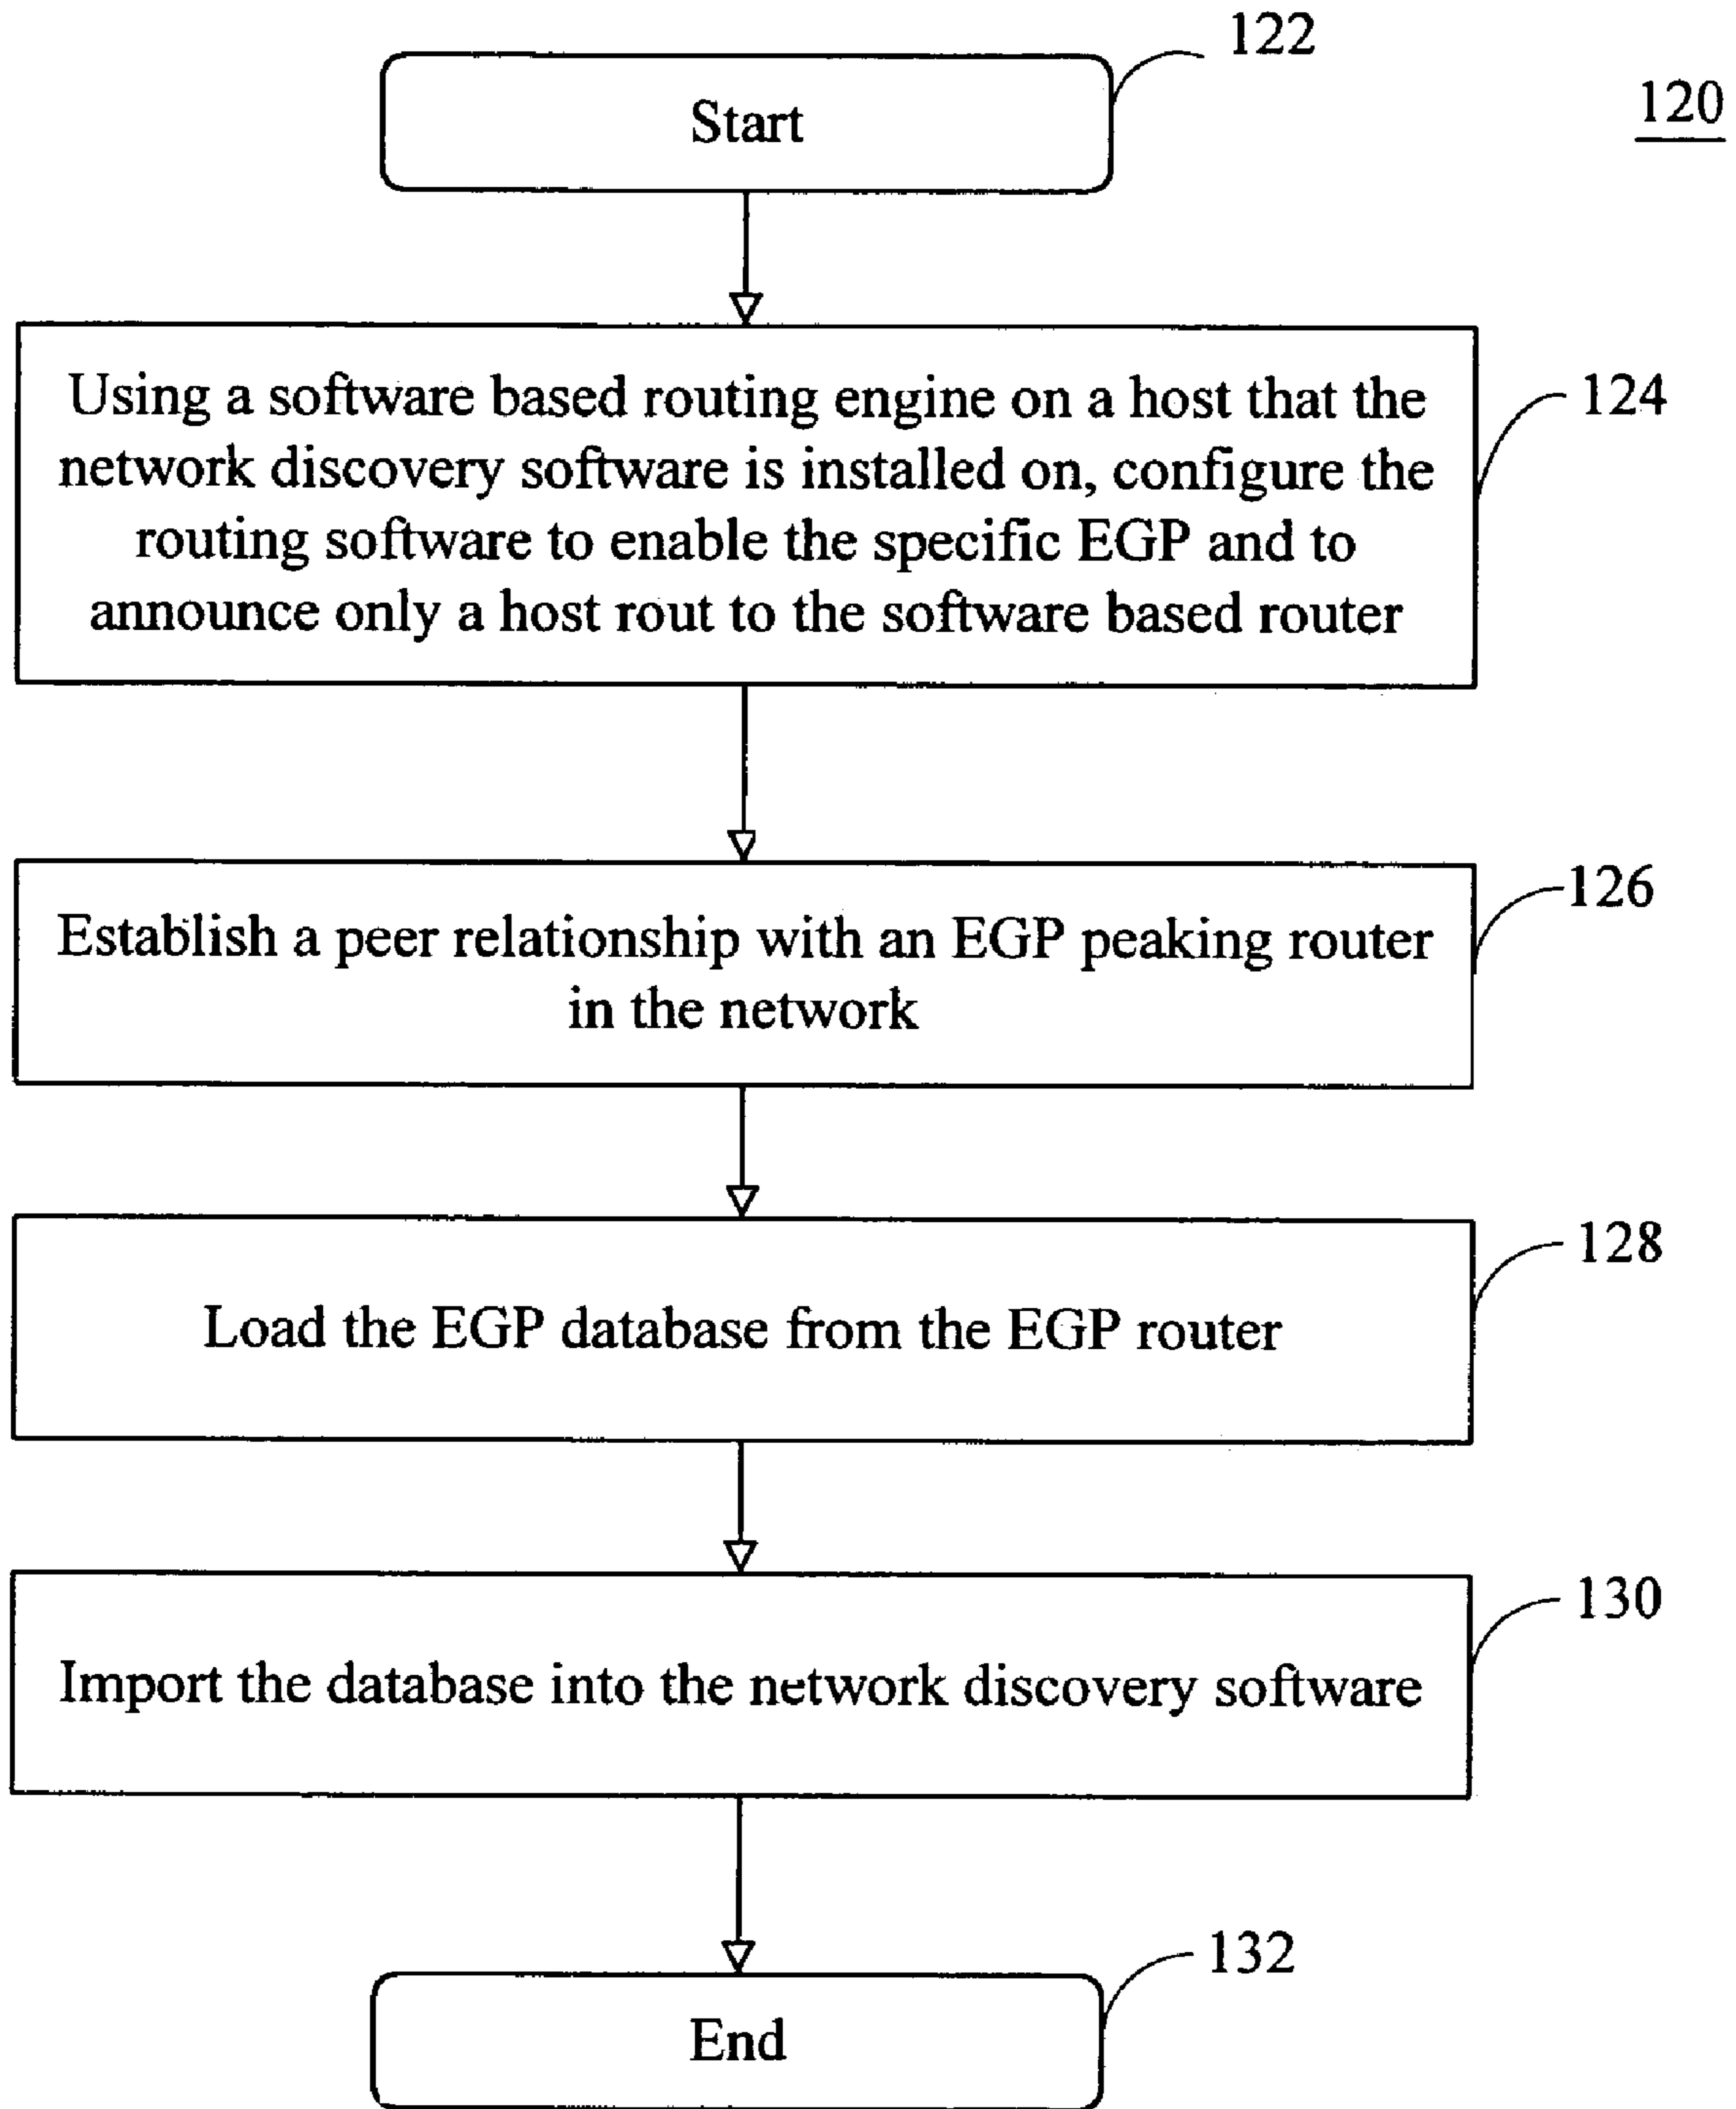 122
120
Start
Using a software based routing engine on a host that the
network discovery software is installed on, configure the
routing software to enable the specific EGP and to
announce only a host rout to the software based router
124
Establish a peer relationship with an EGP peaking router
in the network
126
Load the EGP database from the EGP router
128
Import the database into the network discovery software
130
End
132